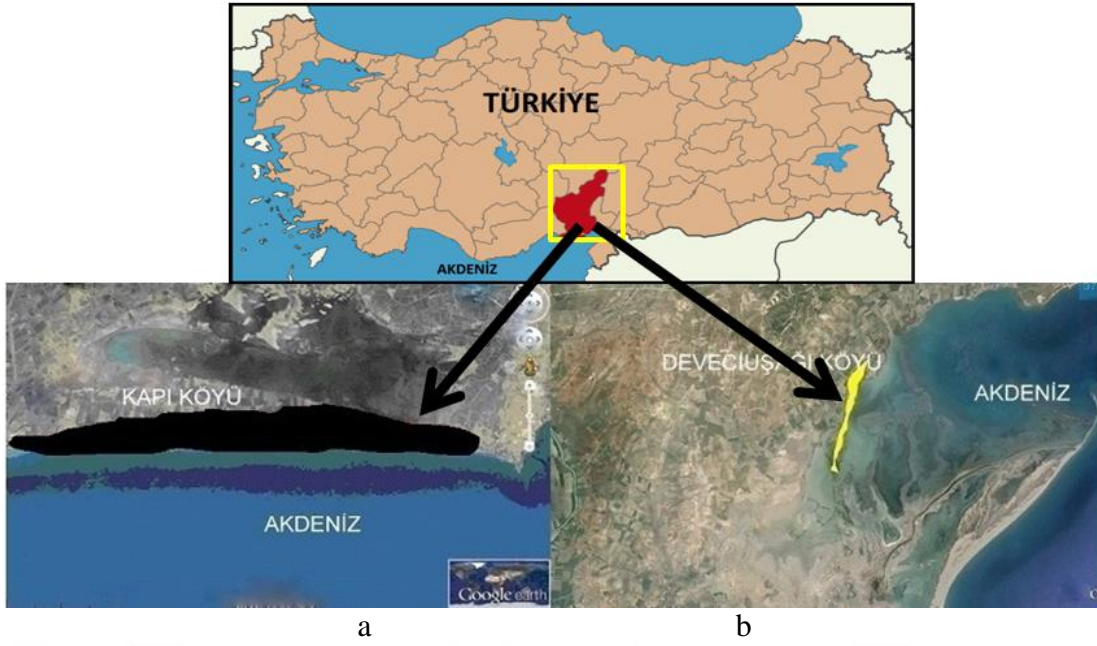 TÜRKİYE
AKDENİZ
KAPI KÖYÜ
AKDENİZ
Google earth
DEVECİUŞAĞI KÖYÜ
AKDENİZ
a
b